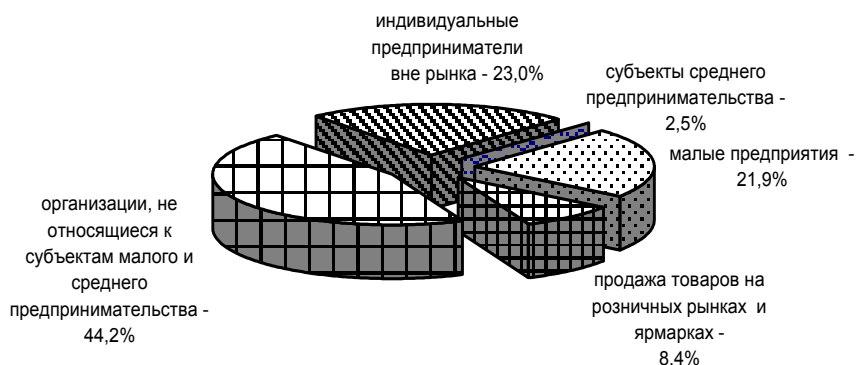 индивидуальные
предприниматели
вне рынка - 23,0%
субъекты среднего
предпринимательства -
2,5%
малые предприятия -
21,9%
организации, не
относящиеся к
субъектам малого и
среднего
предпринимательства -
44,2%
продажа товаров на
розничных рынках и
ярмарках -
8,4%